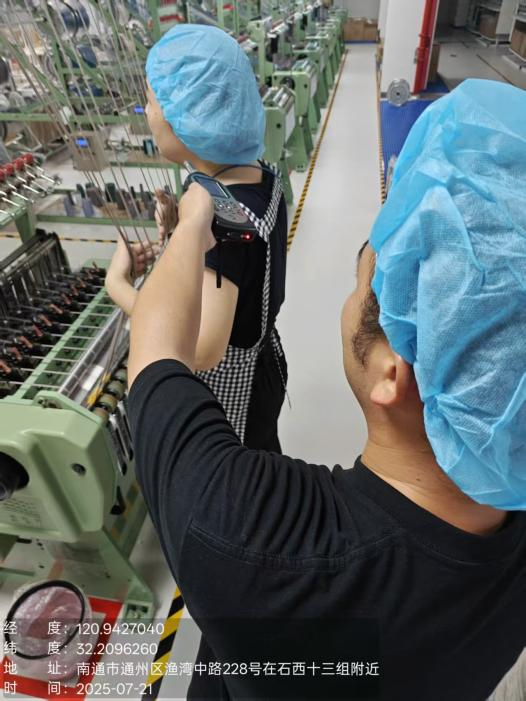 经 度：120.9427040
纬 度：32.2096260
地 址：南通市通州区渔湾中路228号在石西十三组附近
时 间：2025-07-21